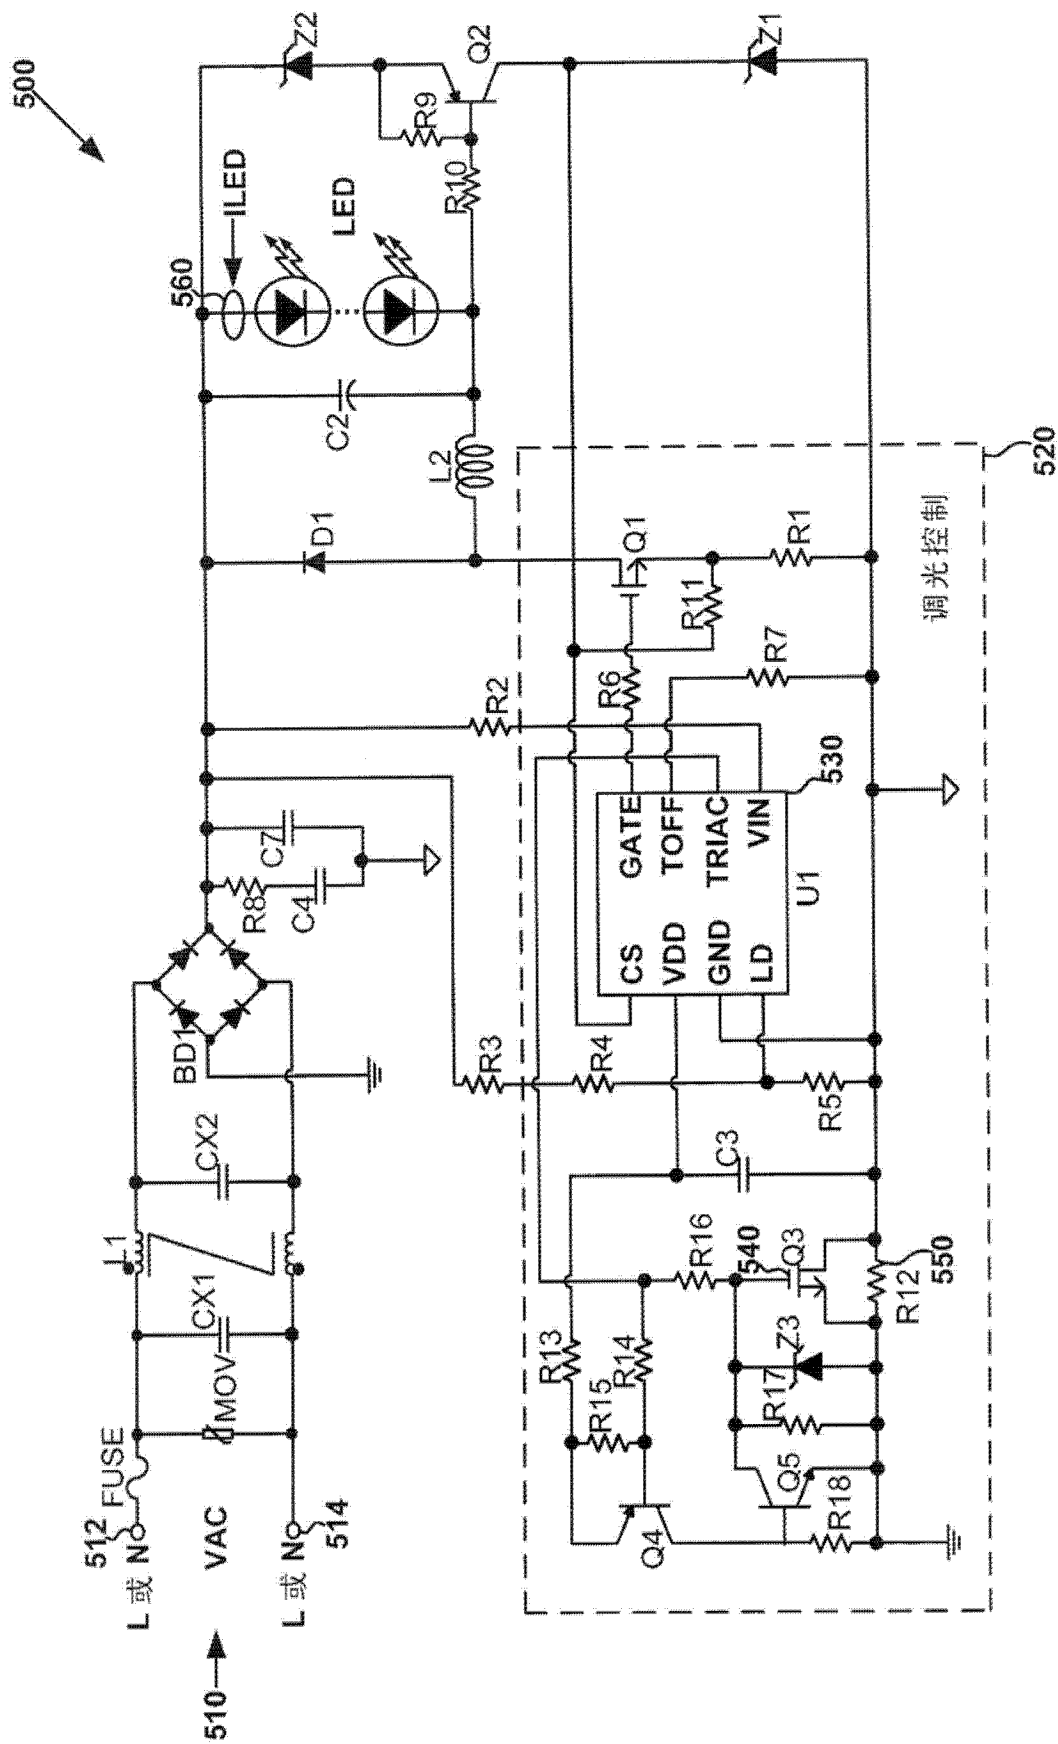 500
510
VAC
512
L 或 N
FUSE
514
L 或 N
MOV
CX1
L1
CX2
BD1
R8
C4
C7
R3
R2
D1
L2
C2
560
ILED
LED
R10
R9
Q2
Z2
Z1
520
调光控制
Q4
R15
R13
R14
R18
Q5
R17
Z3
R16
540
Q3
R12
550
C3
R4
R5
CS
VDD
GND
LD
GATE
TOFF
TRIAC
VIN
U1
530
R6
R7
R11
Q1
R1